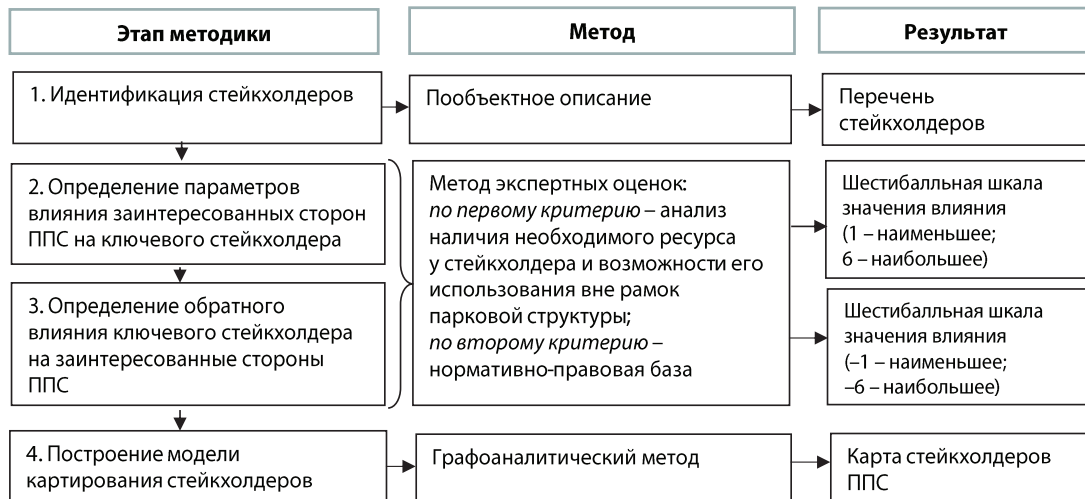 Этап методики
Метод
Результат
1. Идентификация стейкхолдеров
Пообъектное описание
Перечень
стейкхолдеров
2. Определение параметров
влияния заинтересованных сторон
ППС на ключевого стейкхолдера
3. Определение обратного
влияния ключевого стейкхолдера
на заинтересованные стороны
ППС
Метод экспертных оценок:
по первому критерию – анализ
наличия необходимого ресурса
у стейкхолдера и возможности его
использования вне рамок
парковой структуры;
по второму критерию –
нормативно-правовая база
Шестибалльная шкала
значения влияния
(1 – наименьшее;
6 – наибольшее)
Шестибалльная шкала
значения влияния
(–1 – наименьшее;
–6 – наибольшее)
4. Построение модели
картирования стейкхолдеров
Графоаналитический метод
Карта стейкхолдеров
ППС